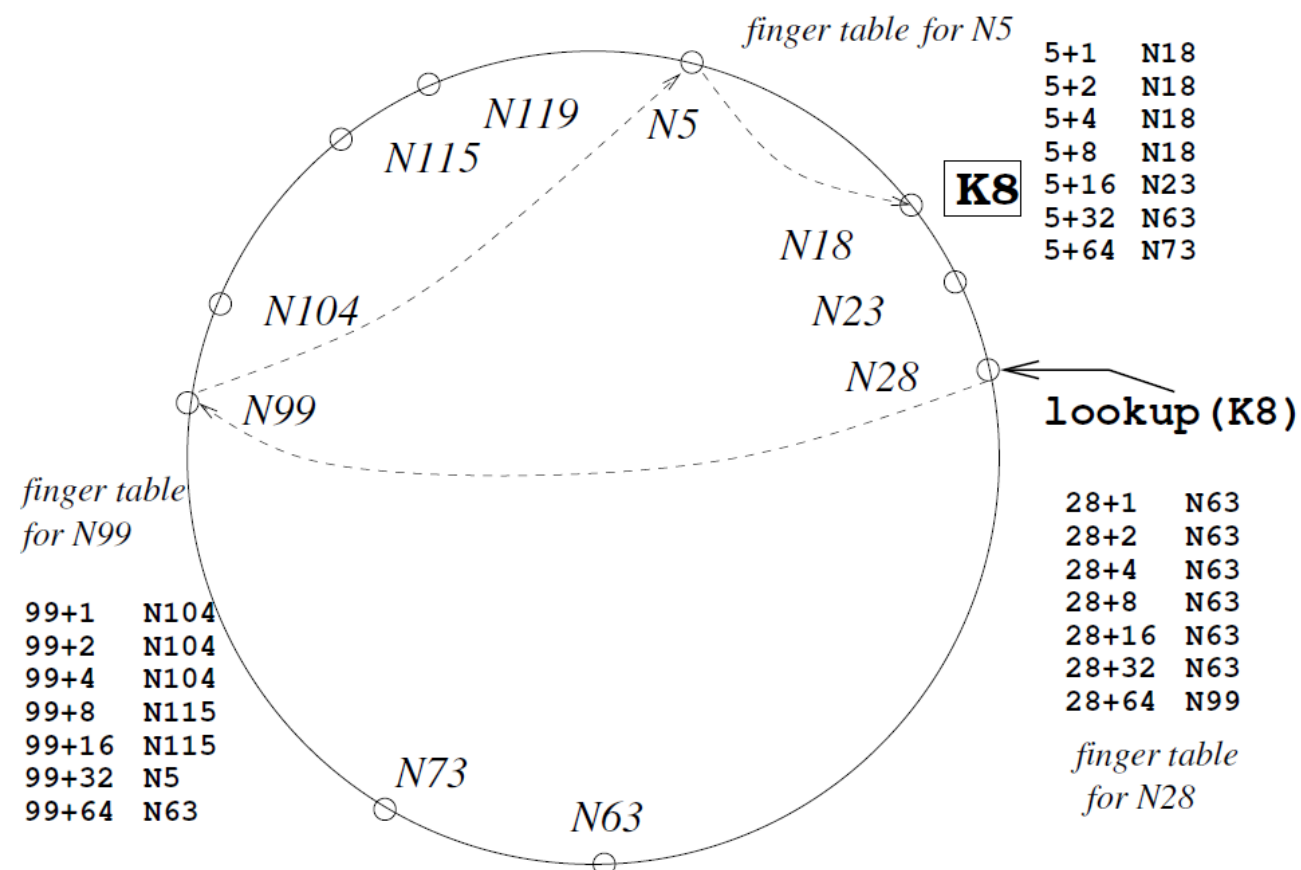 finger table for N5
5+1 N18
5+2 N18
5+4 N18
5+8 N18
5+16 N23
5+32 N63
5+64 N73
N119
N5
N115
K8
N18
N104
N23
N28
N99
lookup(K8)
finger table
for N99
99+1 N104
99+2 N104
99+4 N104
99+8 N115
99+16 N115
99+32 N5
99+64 N63
28+1 N63
28+2 N63
28+4 N63
28+8 N63
28+16 N63
28+32 N63
28+64 N99
finger table
for N28
N73
N63